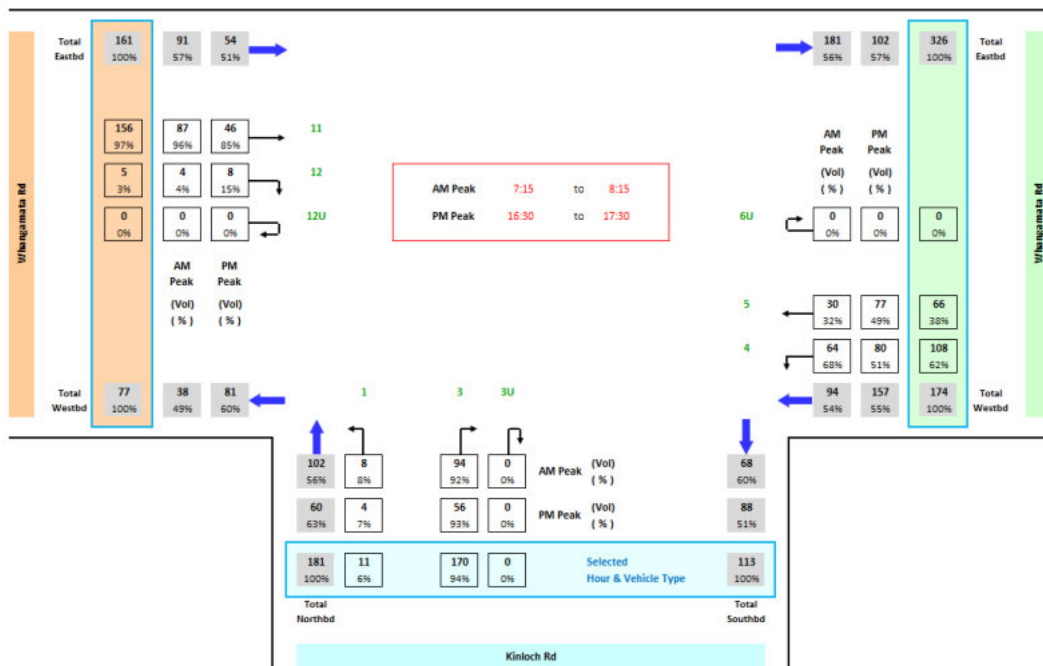 Total 161 91 54 181 102 326 Total
Eastbd 100% 57% 51% 56% 57% 100% Eastbd
156 87 46 11
97% 96% 85%
AM PM
Peak Peak
5 4 8 12
3% 4% 15%
(Vol) (Vol)
( % ) ( % )
AM Peak 7:15 to 8:15
PM Peak 16:30 to 17:30
0 0 0 12U 6U 0 0 0
0% 0% 0% 0% 0% 0%
Whangamata Rd
Whangamata Rd
AM PM
Peak Peak
(Vol) (Vol)
( % ) ( % )
5 30 77 66
32% 49% 38%
4 64 80 108
68% 51% 62%
Total 77 38 81 1 3 3U 94 157 174 Total
Westbd 100% 49% 60% 54% 55% 100% Westbd
102 8 94 0 AM Peak (Vol) 68
56% 8% 92% 0% ( % ) 60%
60 4 56 0 PM Peak (Vol) 88
63% 7% 93% 0% ( % ) 51%
181 11 170 0 Selected 113
100% 6% 94% 0% Hour & Vehicle Type 100%
Total Total
Northbd Southbd
Kinloch Rd